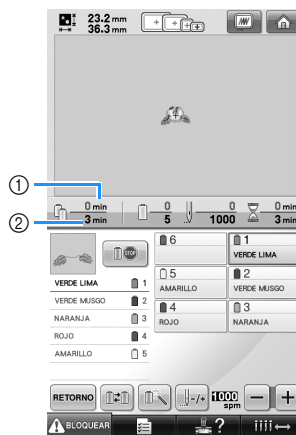 23.2 mm
36.3 mm
1
2
0 min 0 0 0 min
3 min 5 1000 3 min
VERDE LIMA 1
VERDE MUSGO 2
NARANJA 3
ROJO 4
AMARILLO 5
6
1 VERDE LIMA
5 AMARILLO
2 VERDE MUSGO
4 ROJO
3 NARANJA
STOP
RETORNO -/+ 1000 spm − +
BLOQUEAR ?